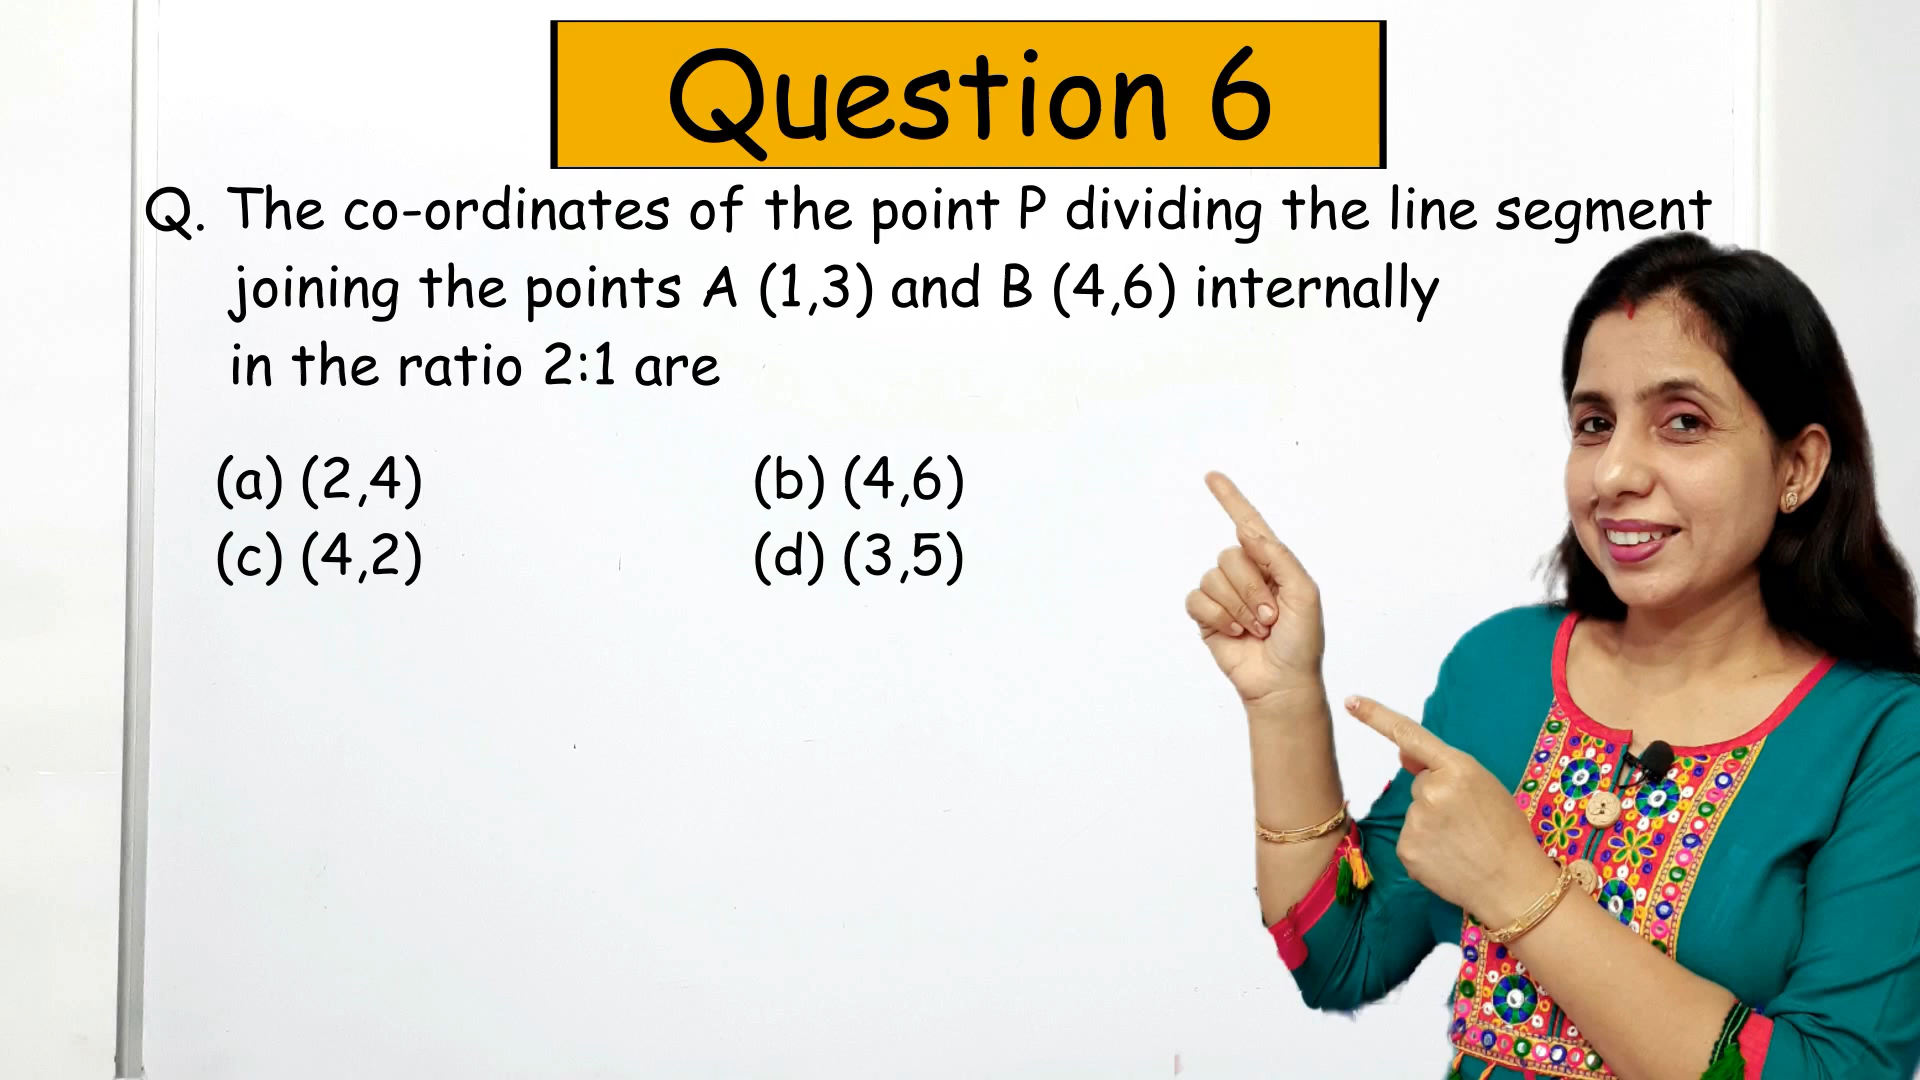 Question 6
Q. The co-ordinates of the point P dividing the line segment
joining the points A (1,3) and B (4,6) internally
in the ratio 2:1 are
(a) (2,4) (b) (4,6)
(c) (4,2) (d) (3,5)